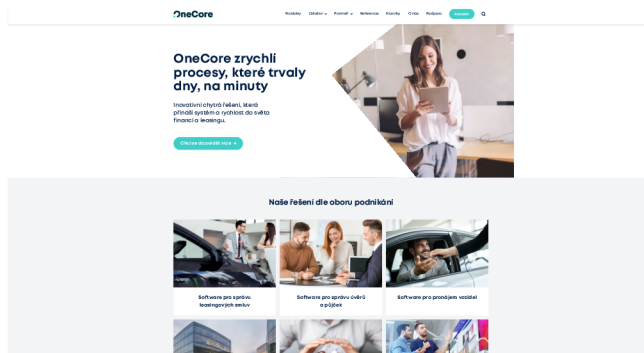 OneCore
Produkty Odvětví Partneři Reference Kariéra O nás Podpora
OneCore zrychlí
procesy, které trvaly
dny, na minuty
Inovativní chytrá řešení, která
přináší systém a rychlost do světa
financí a leasingu.
Chci se dozvědět více
Naše řešení dle oboru podnikání
Software pro správu
leasingových smluv
Software pro správu úvěrů
a půjček
Software pro pronájem vozidel